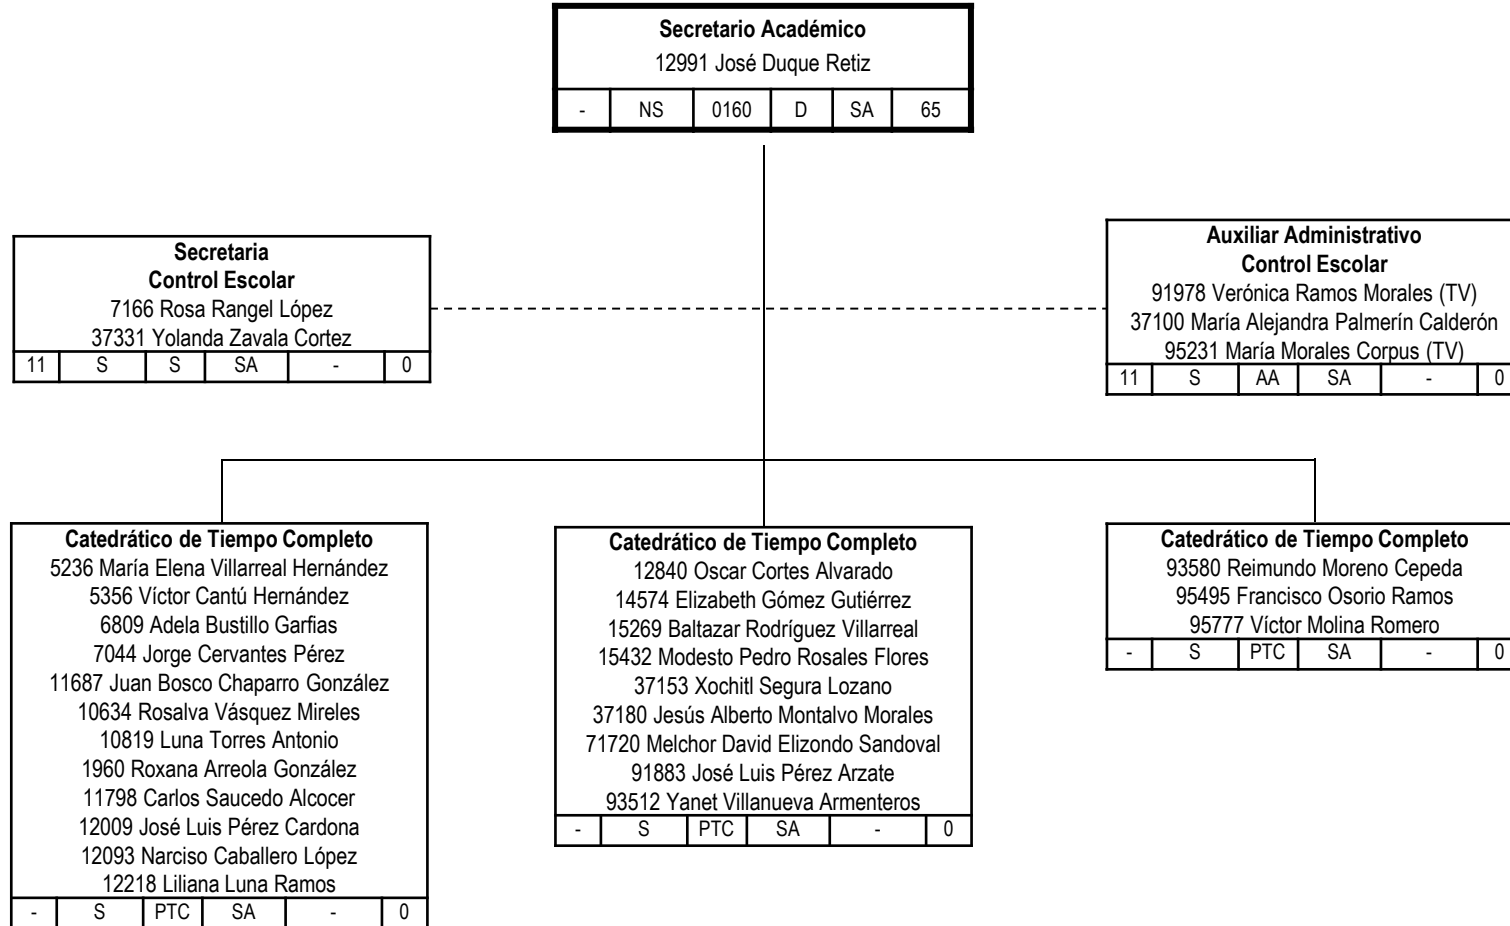 Secretario Académico
12991 José Duque Retiz
- NS 0160 D SA 65
Secretaria
Control Escolar
7166 Rosa Rangel López
37331 Yolanda Zavala Cortez
11 S S SA - 0
Auxiliar Administrativo
Control Escolar
91978 Verónica Ramos Morales (TV)
37100 María Alejandra Palmerín Calderón
95231 María Morales Corpus (TV)
11 S AA SA - 0
Catedrático de Tiempo Completo
5236 María Elena Villarreal Hernández
5356 Víctor Cantú Hernández
6809 Adela Bustillo Garfias
7044 Jorge Cervantes Pérez
11687 Juan Bosco Chaparro González
10634 Rosalva Vásquez Mireles
10819 Luna Torres Antonio
1960 Roxana Arreola González
11798 Carlos Saucedo Alcocer
12009 José Luis Pérez Cardona
12093 Narciso Caballero López
12218 Liliana Luna Ramos
- S PTC SA - 0
Catedrático de Tiempo Completo
12840 Oscar Cortes Alvarado
14574 Elizabeth Gómez Gutiérrez
15269 Baltazar Rodríguez Villarreal
15432 Modesto Pedro Rosales Flores
37153 Xochitl Segura Lozano
37180 Jesús Alberto Montalvo Morales
71720 Melchor David Elizondo Sandoval
91883 José Luis Pérez Arzate
93512 Yanet Villanueva Armenteros
- S PTC SA - 0
Catedrático de Tiempo Completo
93580 Reimundo Moreno Cepeda
95495 Francisco Osorio Ramos
95777 Víctor Molina Romero
- S PTC SA - 0